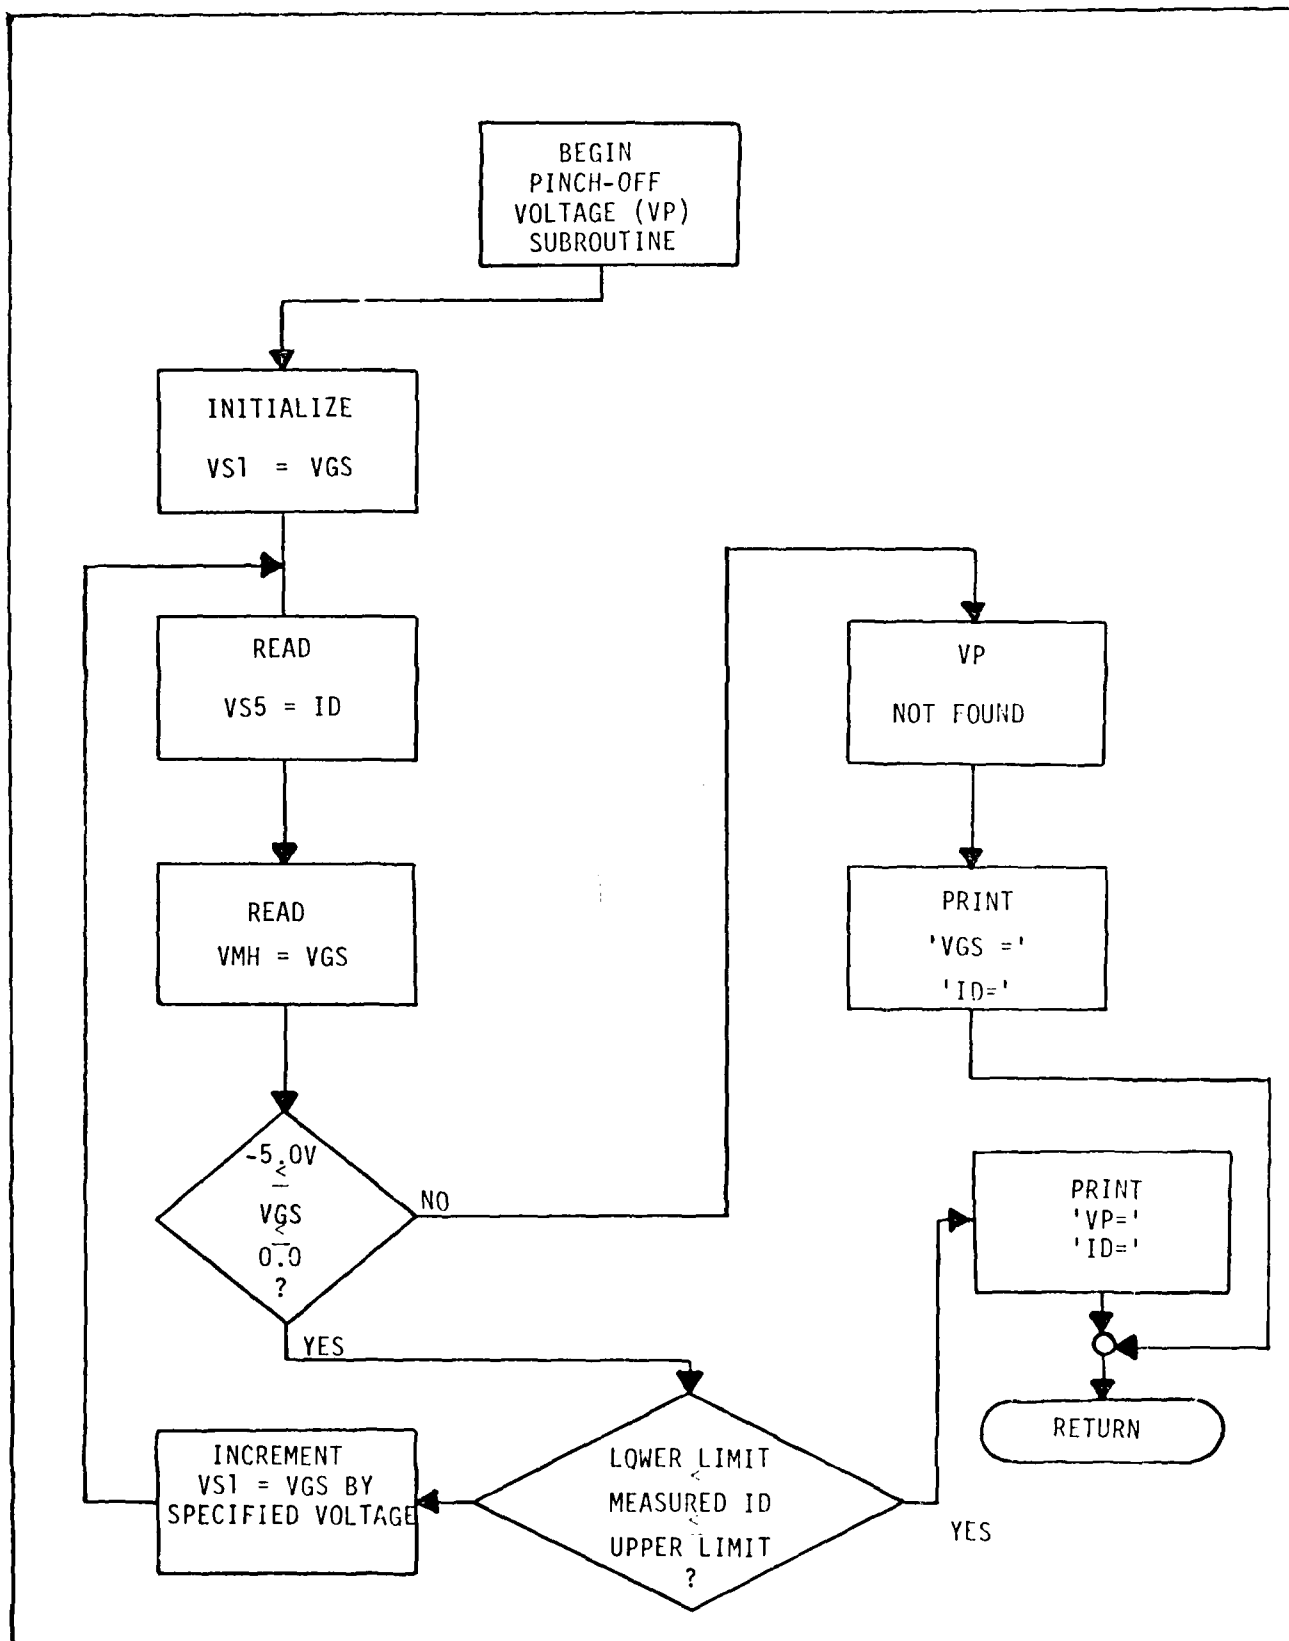 BEGIN
PINCH-OFF
VOLTAGE (VP)
SUBROUTINE
INITIALIZE
VS1 = VGS
READ
VS5 = ID
READ
VMH = VGS
-5.0V
≤
VGS
≤
0.0
?
NO
YES
VP
NOT FOUND
PRINT
'VGS ='
'ID='
PRINT
'VP='
'ID='
RETURN
INCREMENT
VS1 = VGS BY
SPECIFIED VOLTAGE
LOWER LIMIT
<
MEASURED ID
≤
UPPER LIMIT
?
YES